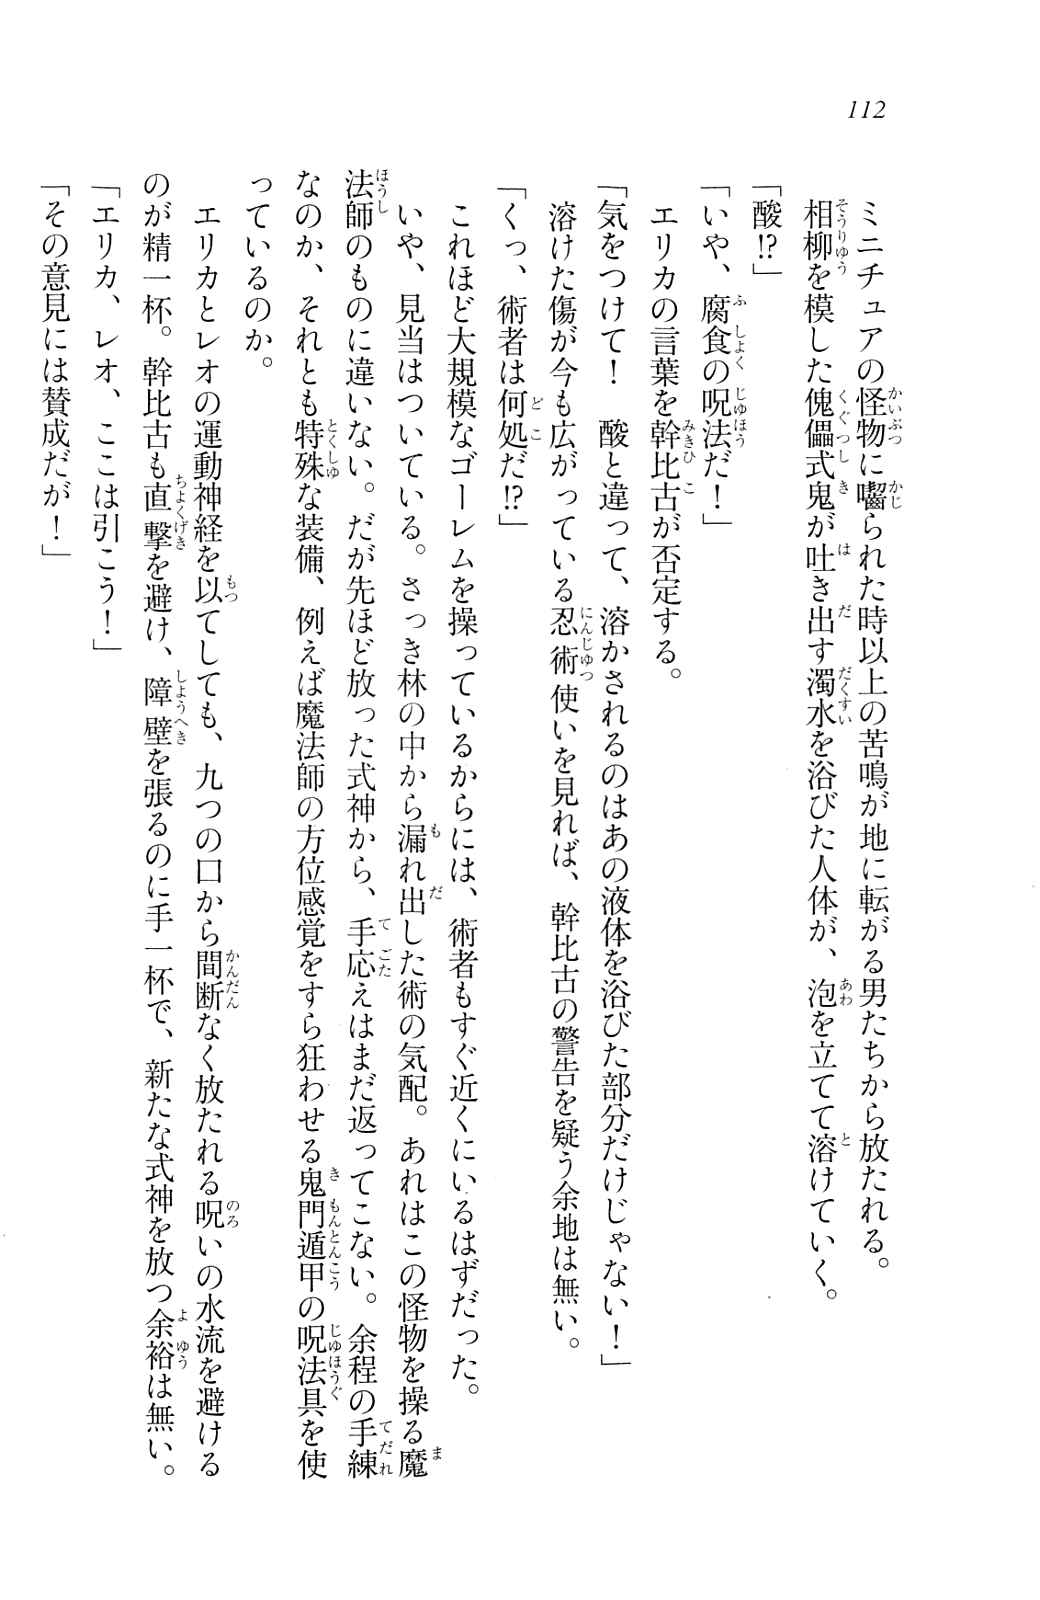 112
ミニチュアの怪物に囓られた時以上の苦鳴が地に転がる男たちから放たれる。
相柳を模した傀儡式鬼が吐き出す濁水を浴びた人体が、泡を立てて溶けていく。
「酸!?」
「いや、腐食の呪法だ！」
エリカの言葉を幹比古が否定する。
「気をつけて！　酸と違って、溶かされるのはあの液体を浴びた部分だけじゃない！」
溶けた傷が今も広がっている忍術使いを見れば、幹比古の警告を疑う余地は無い。
「くっ、術者は何処だ!?」
これほど大規模なゴーレムを操っているからには、術者もすぐ近くにいるはずだった。
いや、見当はついている。さっき林の中から漏れ出した術の気配。あれはこの怪物を操る魔
法師のものに違いない。だが先ほど放った式神から、手応えはまだ返ってこない。余程の手練
なのか、それとも特殊な装備、例えば魔法師の方位感覚をすら狂わせる鬼門遁甲の呪法具を使
っているのか。
エリカとレオの運動神経を以てしても、九つの口から間断なく放たれる呪いの水流を避ける
のが精一杯。幹比古も直撃を避け、障壁を張るのに手一杯で、新たな式神を放つ余裕は無い。
「エリカ、レオ、ここは引こう！」
「その意見には賛成だが！」